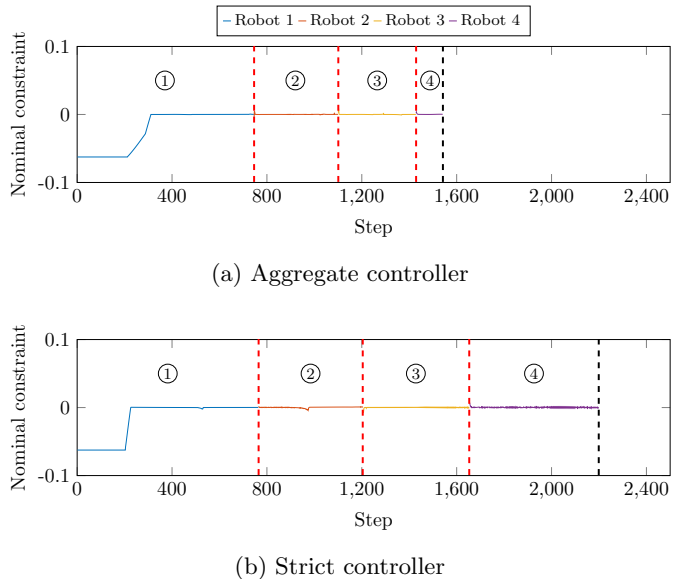 Robot 1 Robot 2 Robot 3 Robot 4
0.1
① ② ③ ④
0
-0.1
Nominal constraint
0 400 800 1,200 1,600 2,000 2,400
Step
(a) Aggregate controller
0.1
① ② ③ ④
0
-0.1
Nominal constraint
0 400 800 1,200 1,600 2,000 2,400
Step
(b) Strict controller